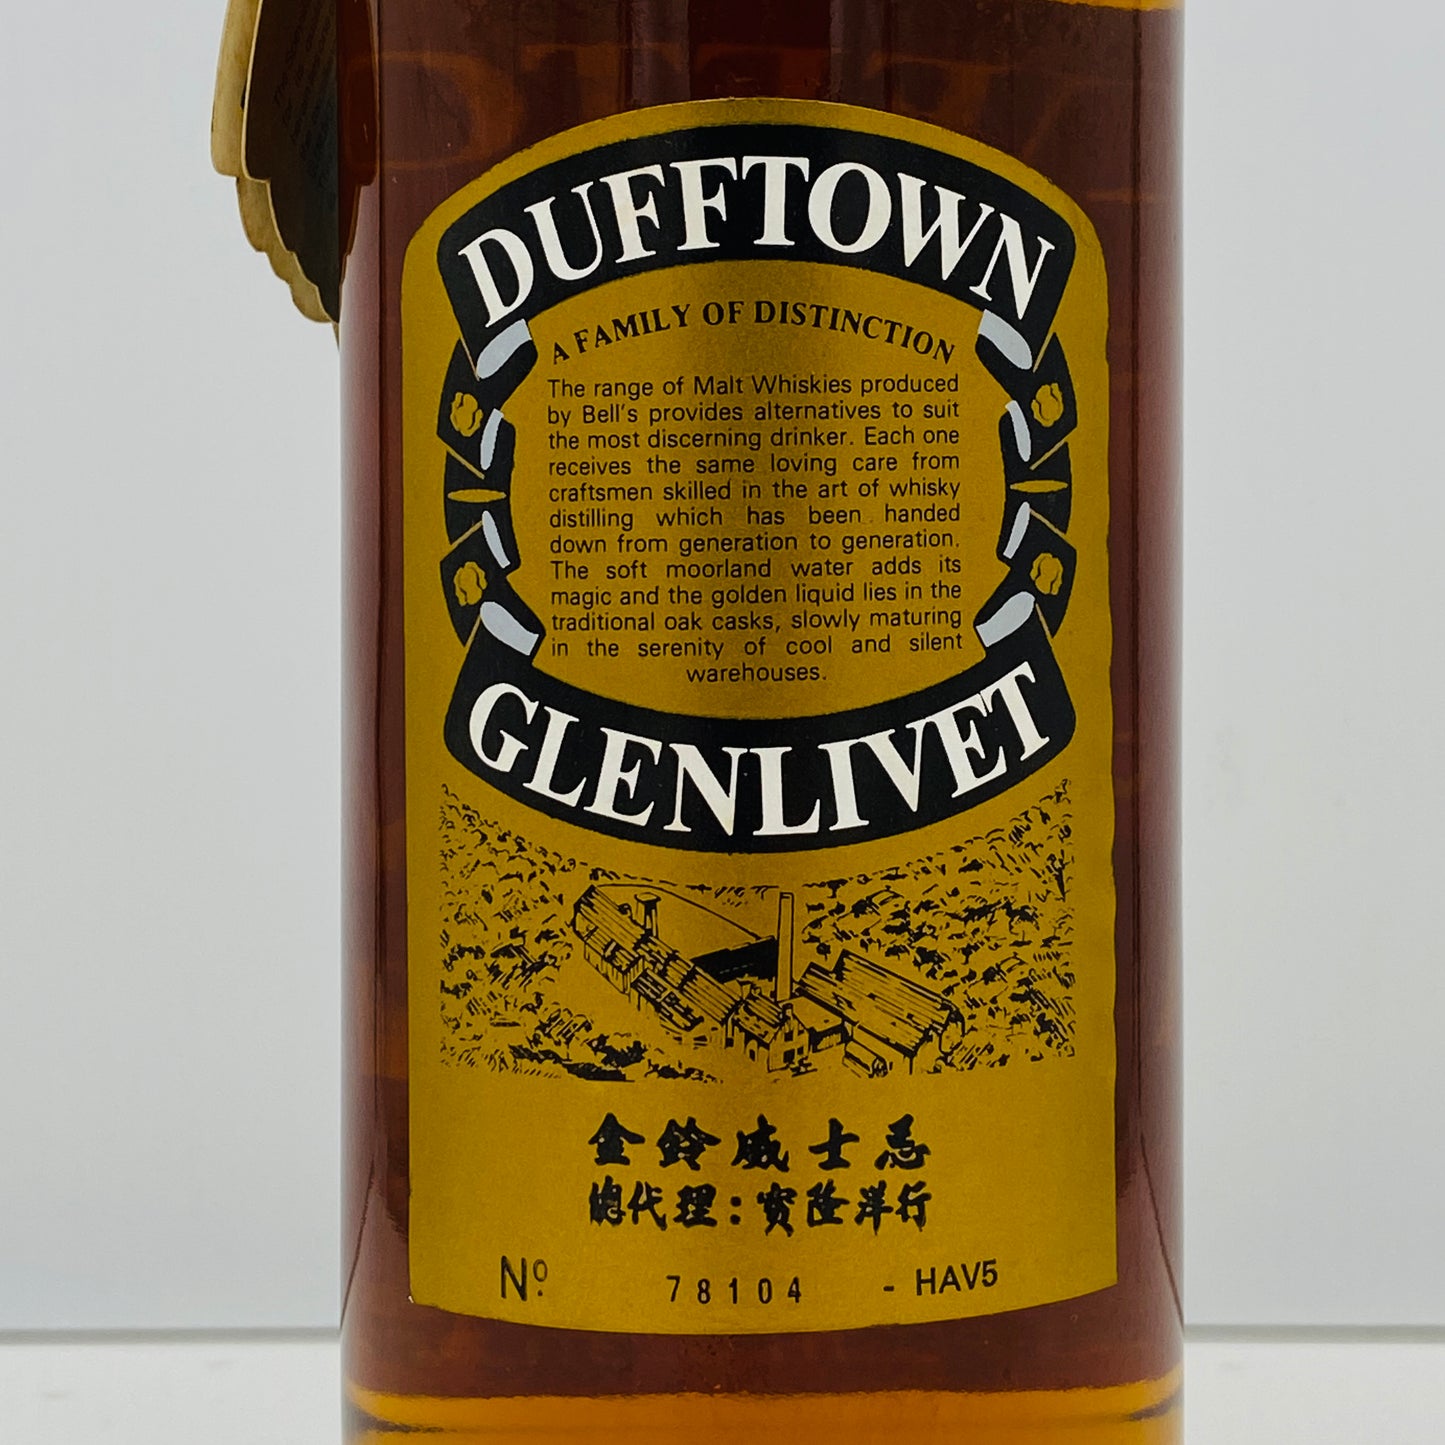 DUFFTOWN
A FAMILY OF DISTINCTION
The range of Malt Whiskies produced
by Bell's provides alternatives to suit
the most discerning drinker. Each one
receives the same loving care from
craftsmen skilled in the art of whisky
distilling which has been handed
down from generation to generation.
The soft moorland water adds its
magic and the golden liquid lies in the
traditional oak casks, slowly maturing
in the serenity of cool and silent
warehouses.
GLENLIVET
金鈴威士忌
總代理：寶隆洋行
Nº. 78104 - HAV5